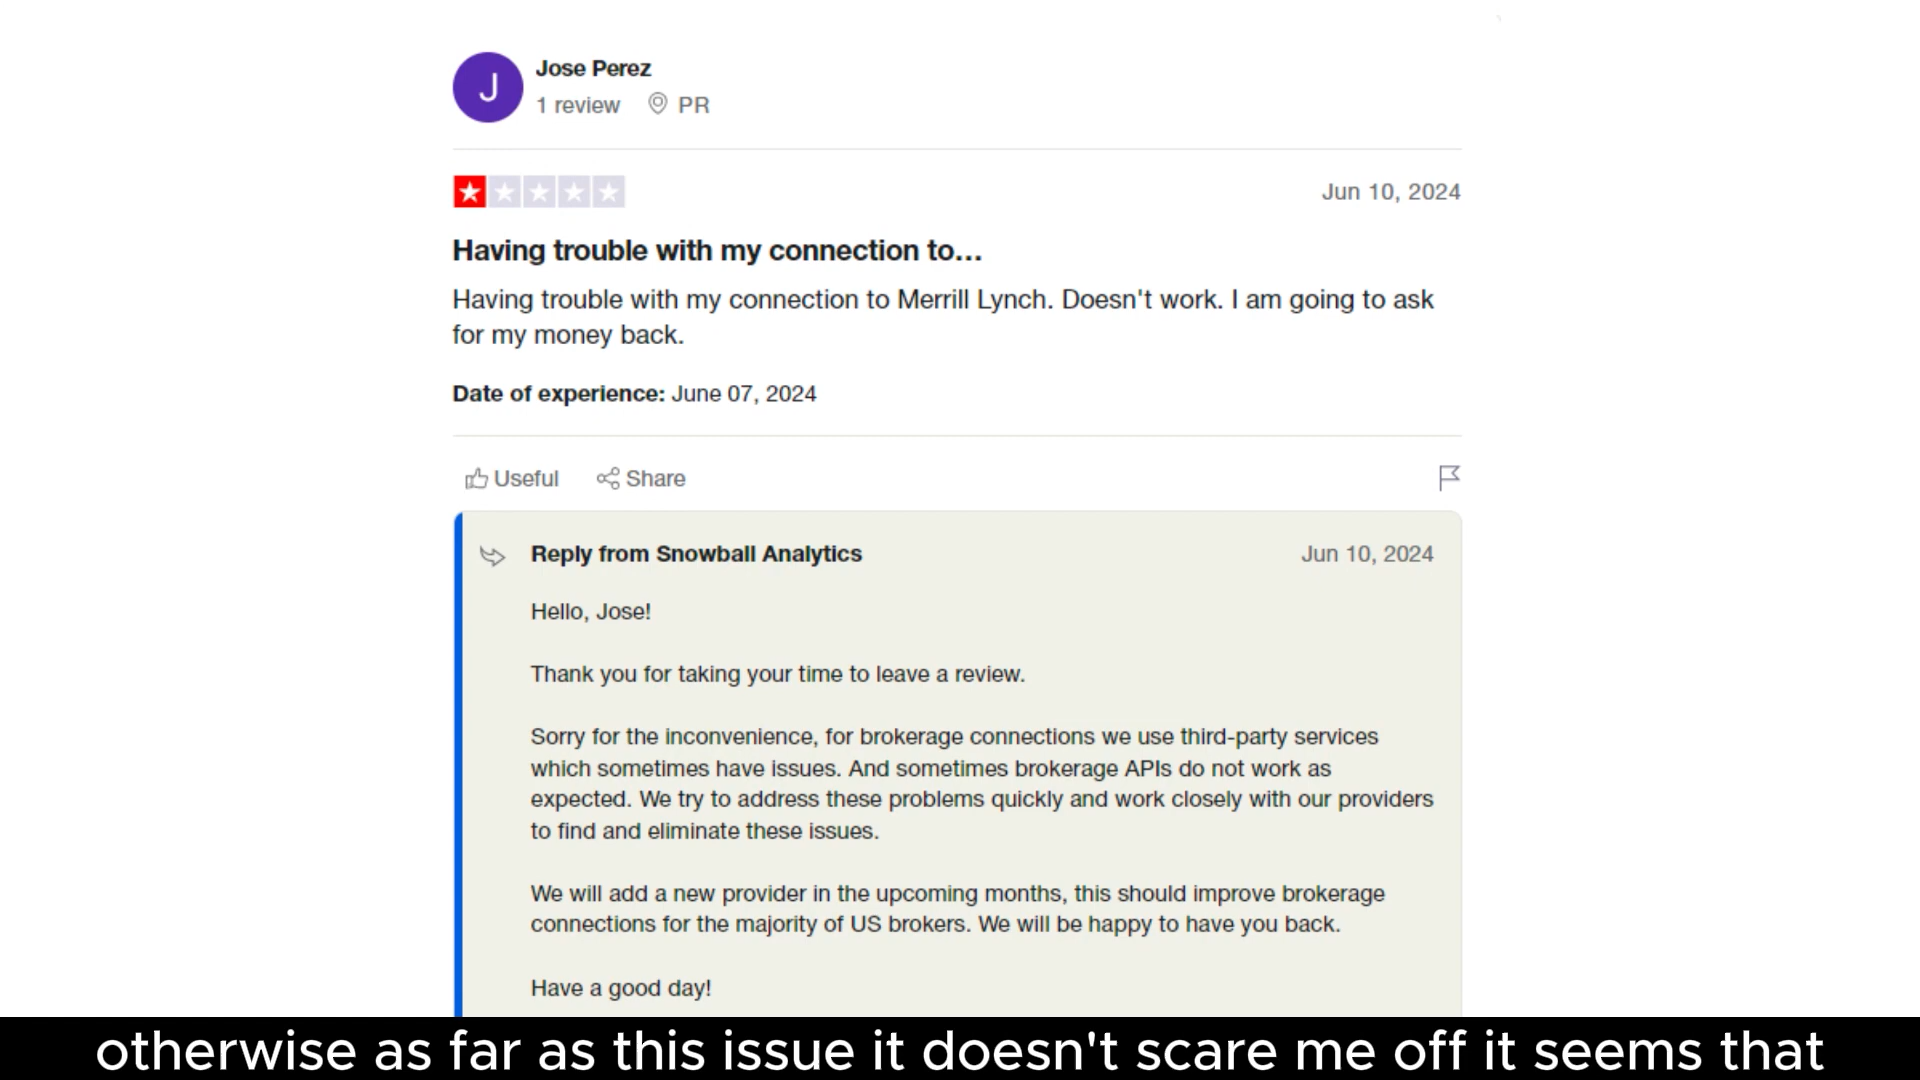 J
Jose Perez
1 review PR
Jun 10, 2024
Having trouble with my connection to…
Having trouble with my connection to Merrill Lynch. Doesn't work. I am going to ask
for my money back.
Date of experience: June 07, 2024
Useful Share
Reply from Snowball Analytics Jun 10, 2024
Hello, Jose!
Thank you for taking your time to leave a review.
Sorry for the inconvenience, for brokerage connections we use third-party services
which sometimes have issues. And sometimes brokerage APIs do not work as
expected. We try to address these problems quickly and work closely with our providers
to find and eliminate these issues.
We will add a new provider in the upcoming months, this should improve brokerage
connections for the majority of US brokers. We will be happy to have you back.
Have a good day!
otherwise as far as this issue it doesn't scare me off it seems that